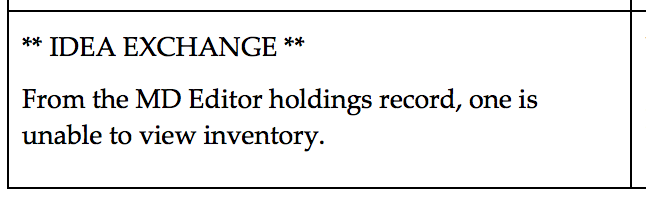 ** IDEA EXCHANGE **
From the MD Editor holdings record, one is
unable to view inventory.